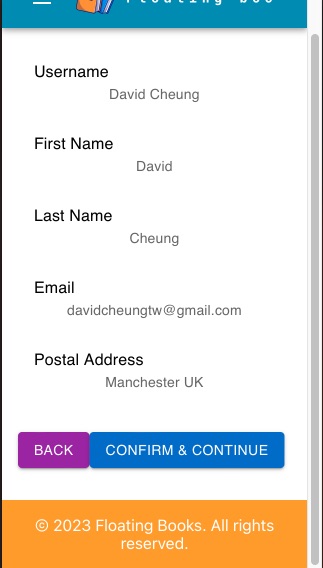 Floating Boo
Username
David Cheung
First Name
David
Last Name
Cheung
Email
davidcheungtw@gmail.com
Postal Address
Manchester UK
BACK CONFIRM & CONTINUE
© 2023 Floating Books. All rights
reserved.